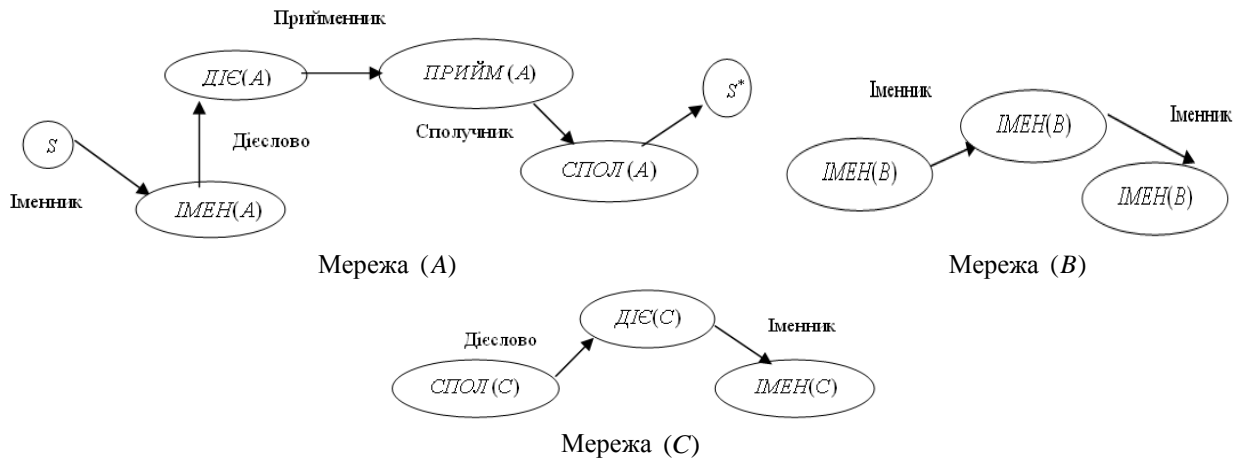 Прийменник
ДІЄ(A)
ПРИЙМ(A)
S*
S
Дієслово
Сполучник
СПОЛ(A)
Іменник
ІМЕН(A)
Мережа (A)
Іменник
ІМЕН(B)
Іменник
ІМЕН(B)
ІМЕН(B)
Мережа (B)
ДІЄ(C)
Дієслово
Іменник
СПОЛ(C)
ІМЕН(C)
Мережа (C)